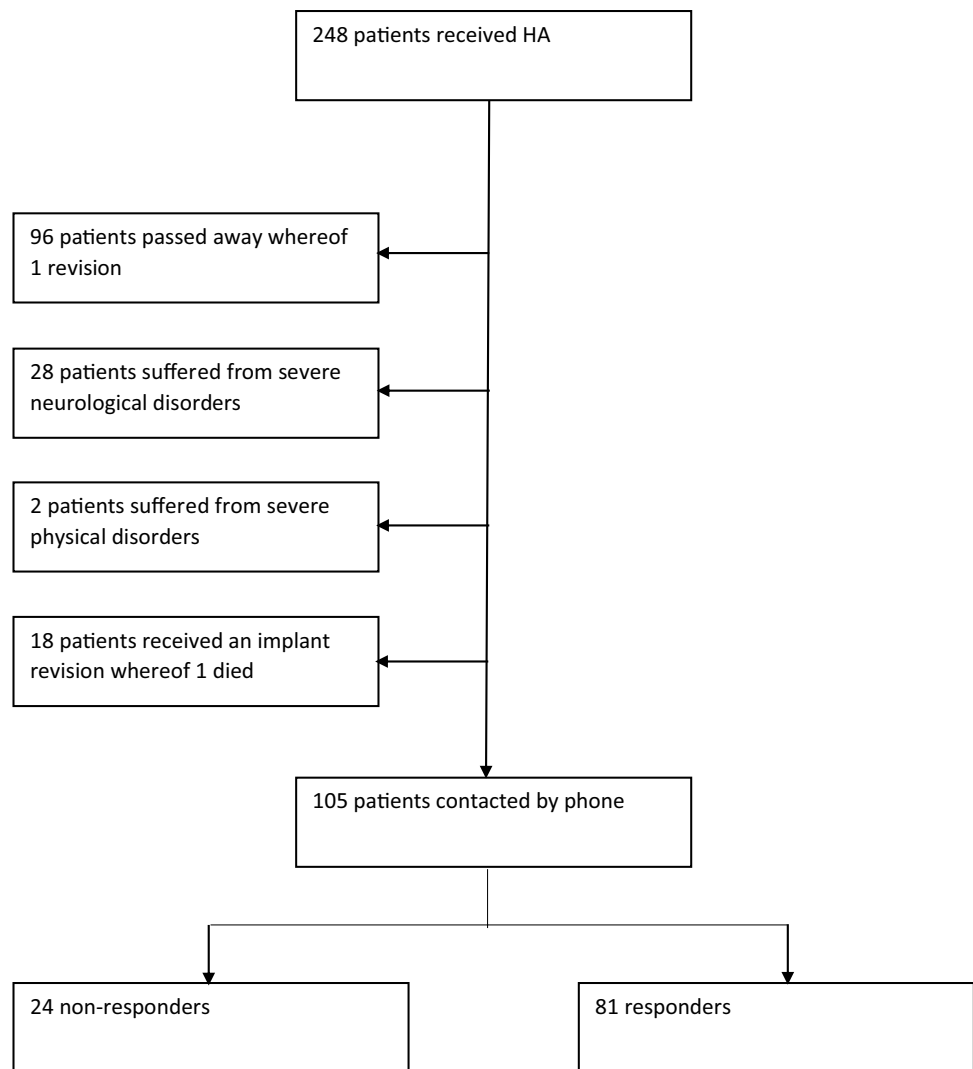 248 patients received HA
96 patients passed away whereof
1 revision
28 patients suffered from severe
neurological disorders
2 patients suffered from severe
physical disorders
18 patients received an implant
revision whereof 1 died
105 patients contacted by phone
24 non-responders
81 responders